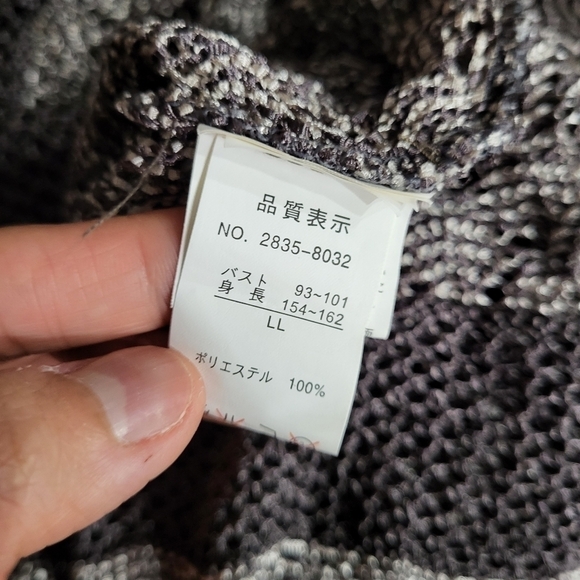 品質表示
NO. 2835-8032
バスト 93~101
身長 154~162
LL
ポリエステル 100%